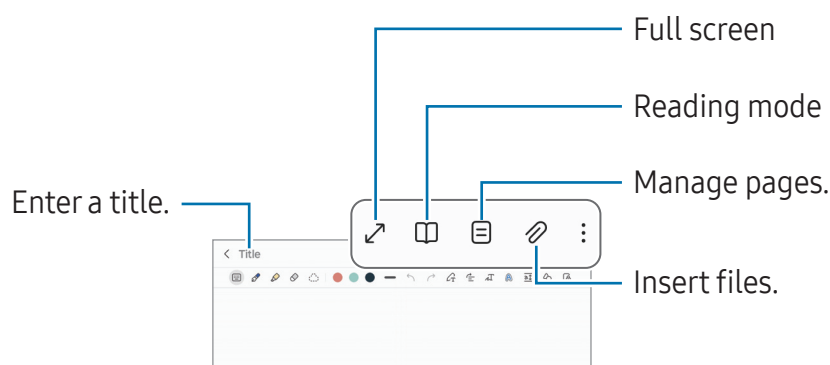 Full screen
Reading mode
Manage pages.
Enter a title.
Title
Insert files.